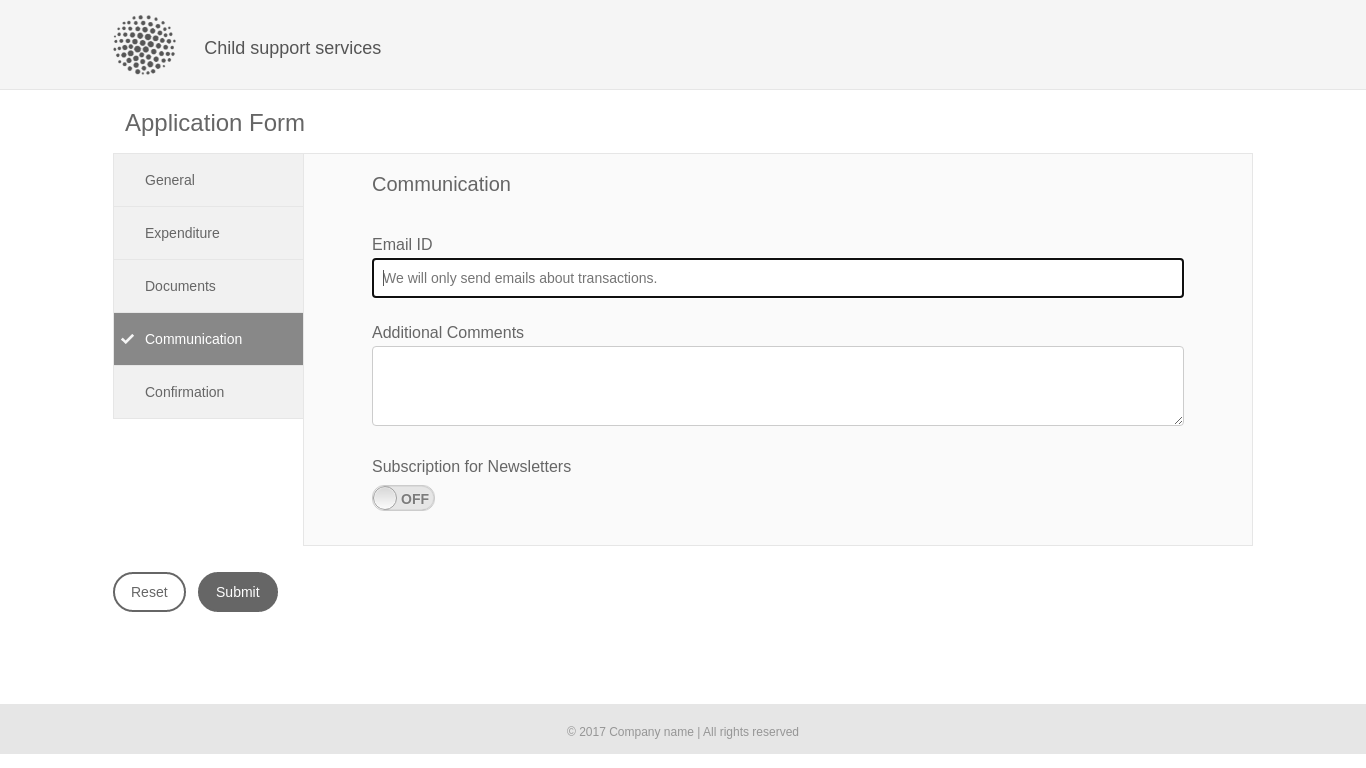 Child support services
Application Form
General
Expenditure
Documents
Communication
Confirmation
Communication
Email ID
We will only send emails about transactions.
Additional Comments
Subscription for Newsletters
OFF
Reset
Submit
© 2017 Company name | All rights reserved